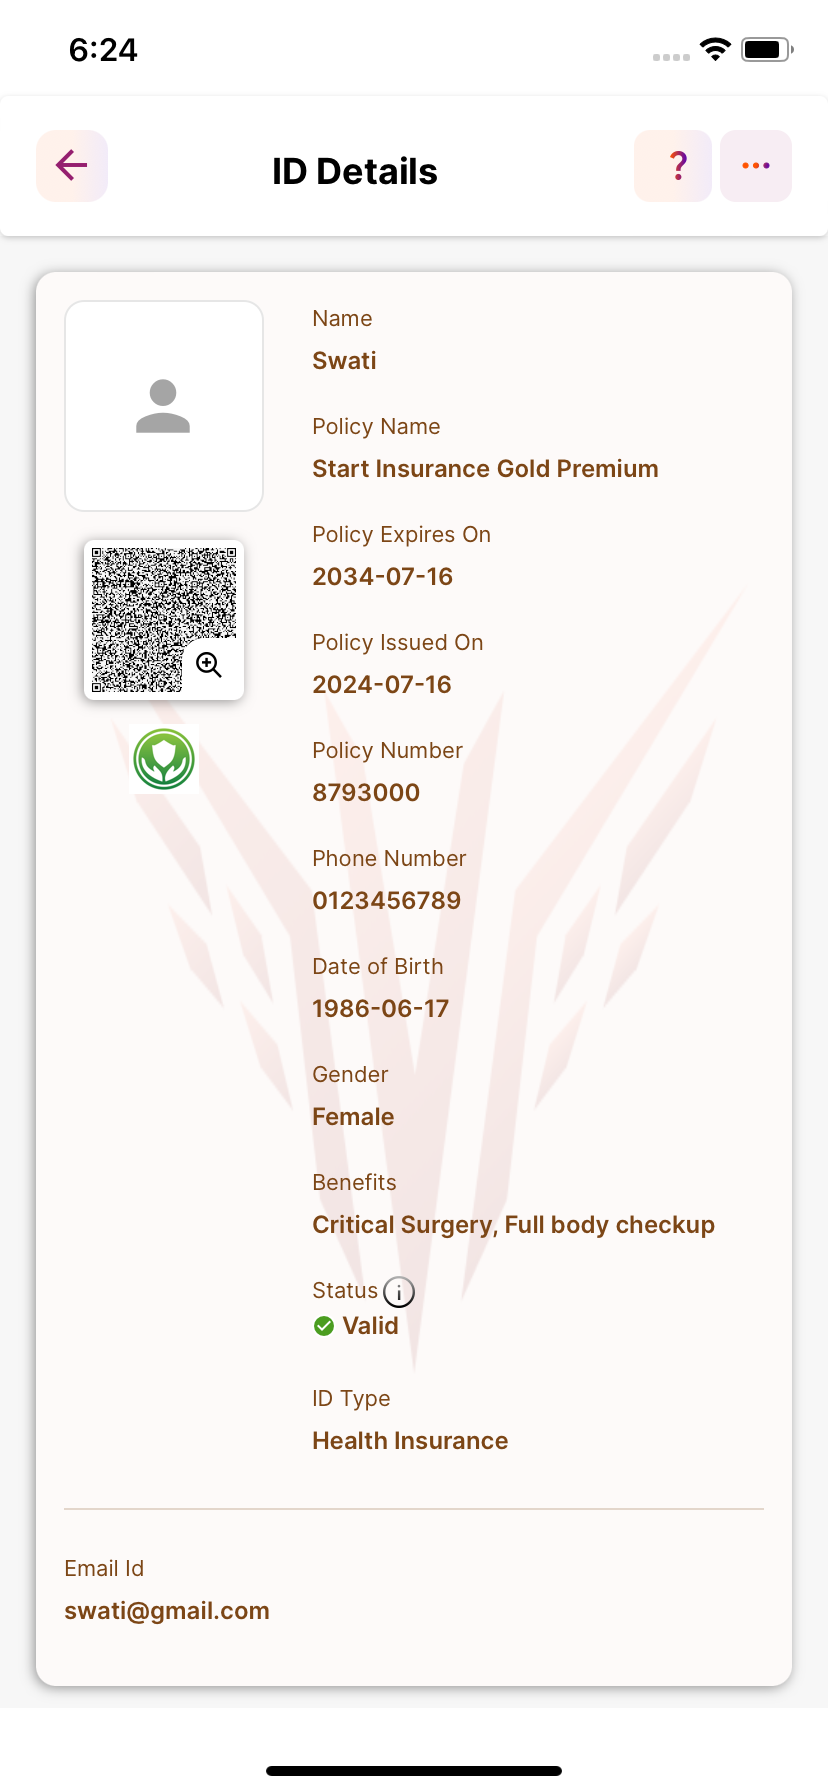 6:24
ID Details
?
Name
Swati
Policy Name
Start Insurance Gold Premium
Policy Expires On
2034-07-16
Policy Issued On
2024-07-16
Policy Number
8793000
Phone Number
0123456789
Date of Birth
1986-06-17
Gender
Female
Benefits
Critical Surgery, Full body checkup
Status
Valid
ID Type
Health Insurance
Email Id
swati@gmail.com